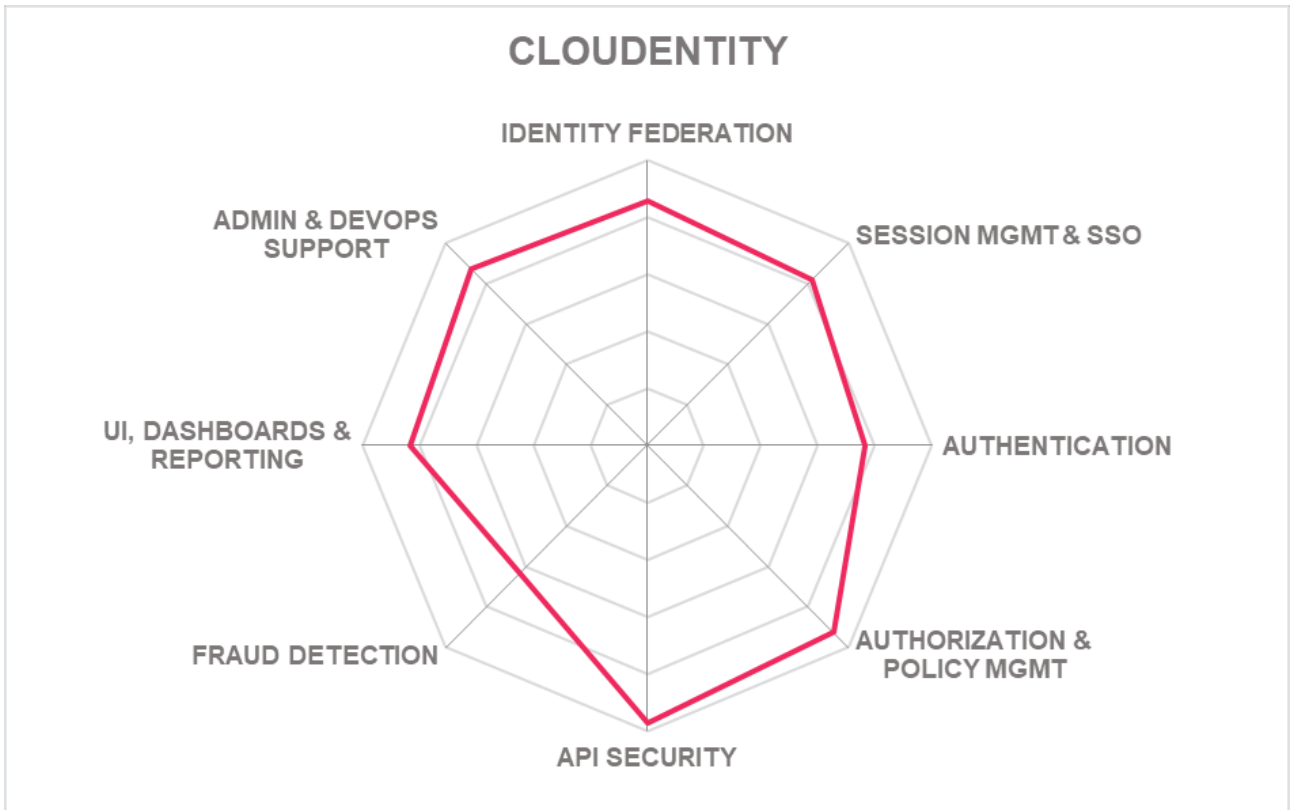 CLOUDENTITY
IDENTITY FEDERATION
SESSION MGMT & SSO
AUTHENTICATION
AUTHORIZATION &
POLICY MGMT
API SECURITY
FRAUD DETECTION
UI, DASHBOARDS &
REPORTING
ADMIN & DEVOPS
SUPPORT